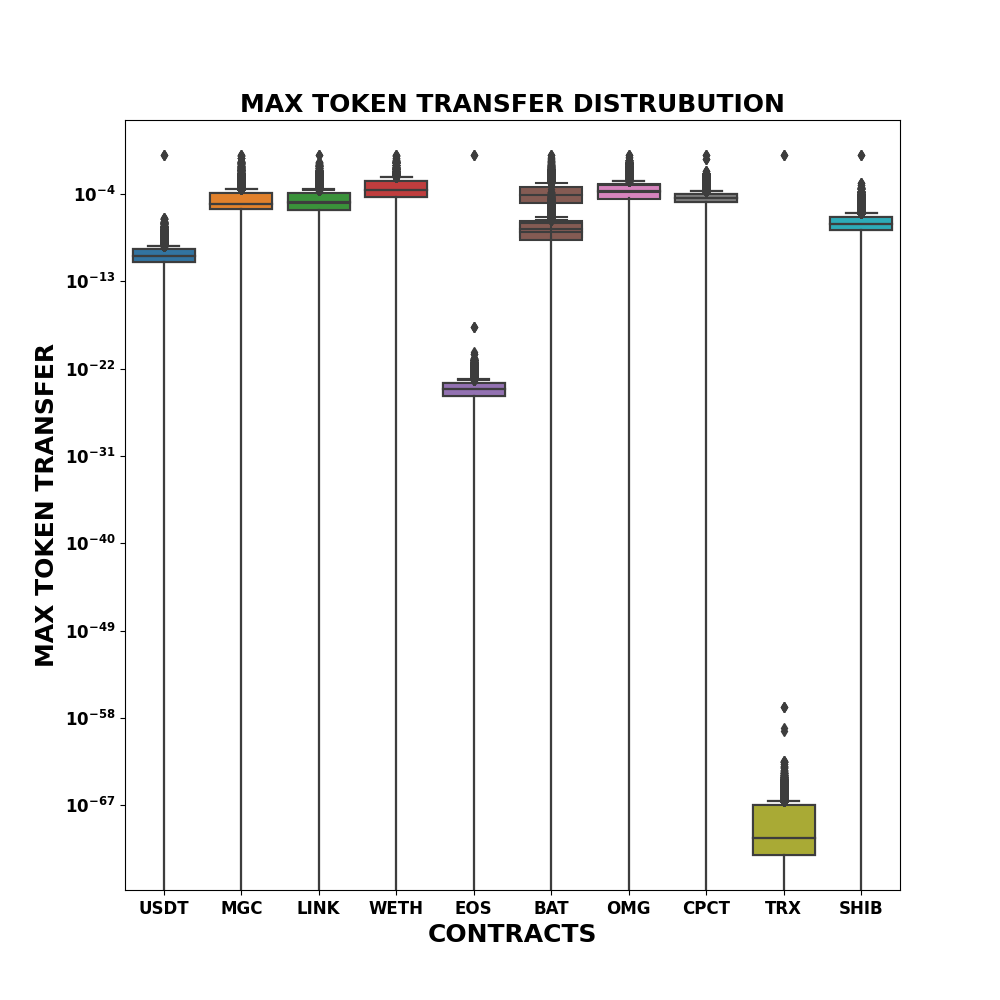 MAX TOKEN TRANSFER DISTRUBUTION
MAX TOKEN TRANSFER
10⁻⁴
10⁻¹³
10⁻²²
10⁻³¹
10⁻⁴⁰
10⁻⁴⁹
10⁻⁵⁸
10⁻⁶⁷
USDT MGC LINK WETH EOS BAT OMG CPCT TRX SHIB
CONTRACTS